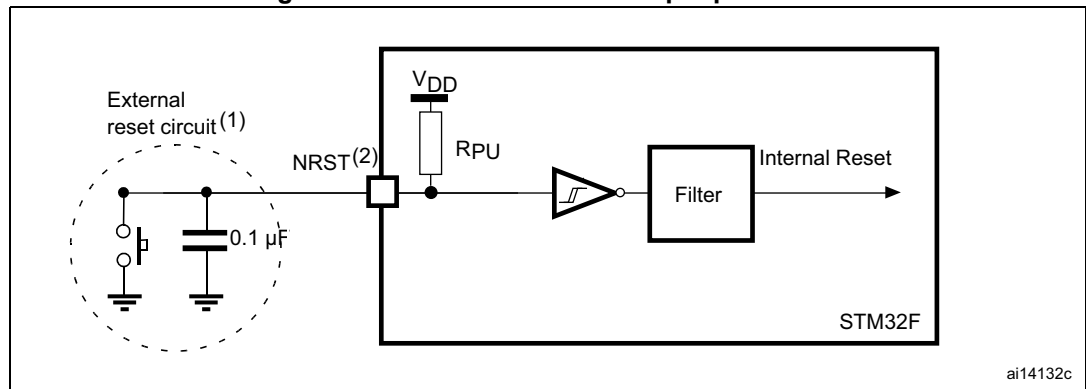 External
reset circuit(1)
VDD
NRST(2)
RPU
Internal Reset
Filter
0.1 µF
STM32F
ai14132c